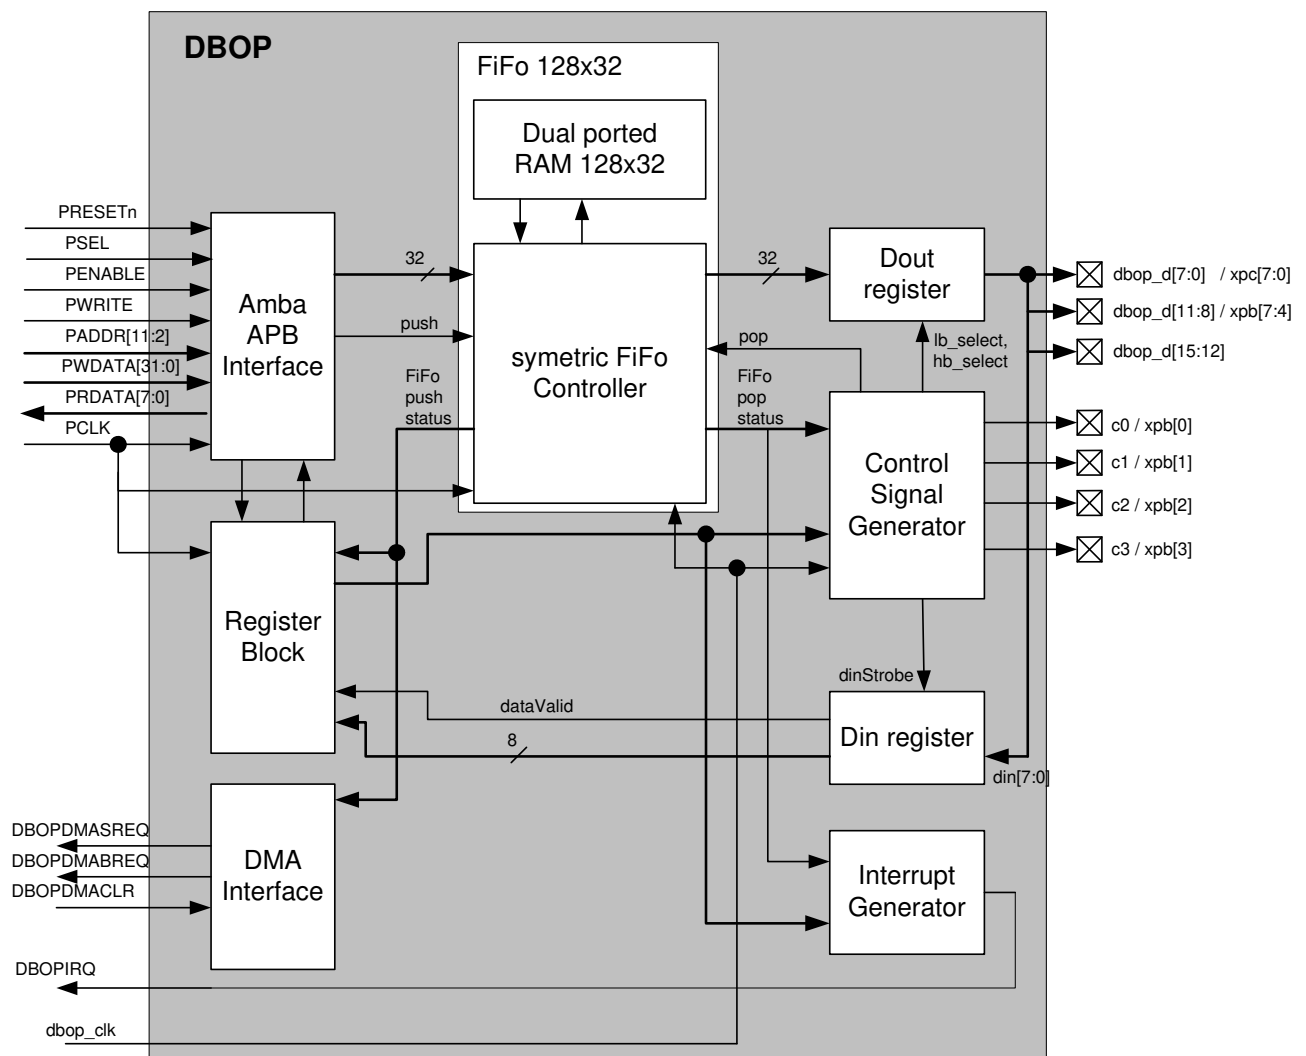 DBOP
FiFo 128x32
Dual ported
RAM 128x32
PRESETn
PSEL
PENABLE
PWRITE
PADDR[11:2]
PWDATA[31:0]
PRDATA[7:0]
PCLK
Amba
APB
Interface
32
push
FiFo
push
status
symetric FiFo
Controller
32
pop
FiFo
pop
status
Dout
register
lb_select,
hb_select
dbop_d[7:0] / xpc[7:0]
dbop_d[11:8] / xpb[7:4]
dbop_d[15:12]
Control
Signal
Generator
c0 / xpb[0]
c1 / xpb[1]
c2 / xpb[2]
c3 / xpb[3]
Register
Block
dinStrobe
dataValid
8
Din register
din[7:0]
DBOPDMASREQ
DBOPDMABREQ
DBOPDMACLR
DMA
Interface
Interrupt
Generator
DBOPIRQ
dbop_clk